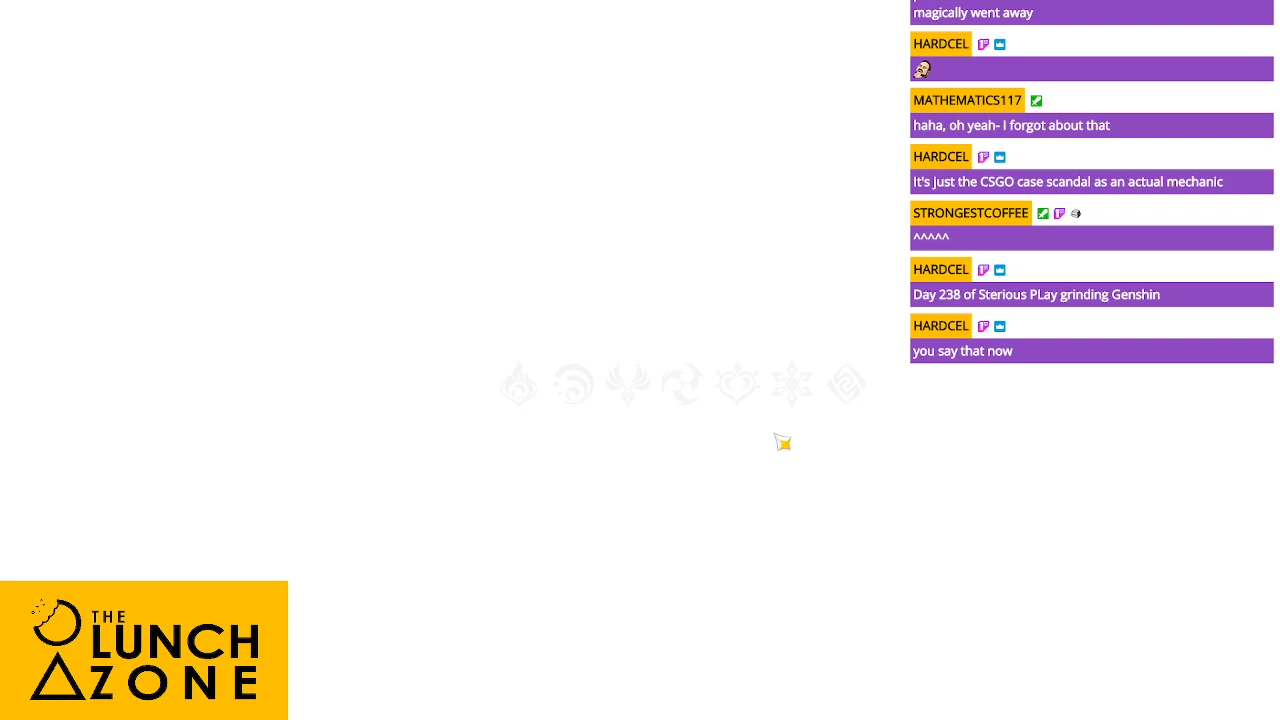 magically went away
HARDCEL
MATHEMATICS117
haha, oh yeah- I forgot about that
HARDCEL
It's just the CSGO case scandal as an actual mechanic
STRONGESTCOFFEE
^^^^^
HARDCEL
Day 238 of Sterious PLay grinding Genshin
HARDCEL
you say that now
THE
LUNCH
ZONE